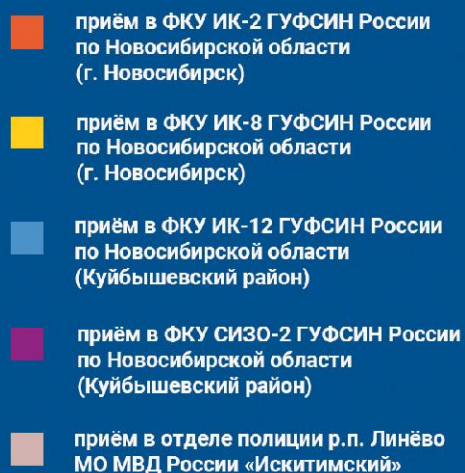 приём в ФКУ ИК-2 ГУФСИН России
по Новосибирской области
(г. Новосибирск)
приём в ФКУ ИК-8 ГУФСИН России
по Новосибирской области
(г. Новосибирск)
приём в ФКУ ИК-12 ГУФСИН России
по Новосибирской области
(Куйбышевский район)
приём в ФКУ СИЗО-2 ГУФСИН России
по Новосибирской области
(Куйбышевский район)
приём в отделе полиции р.п. Линёво
МО МВД России «Искитимский»